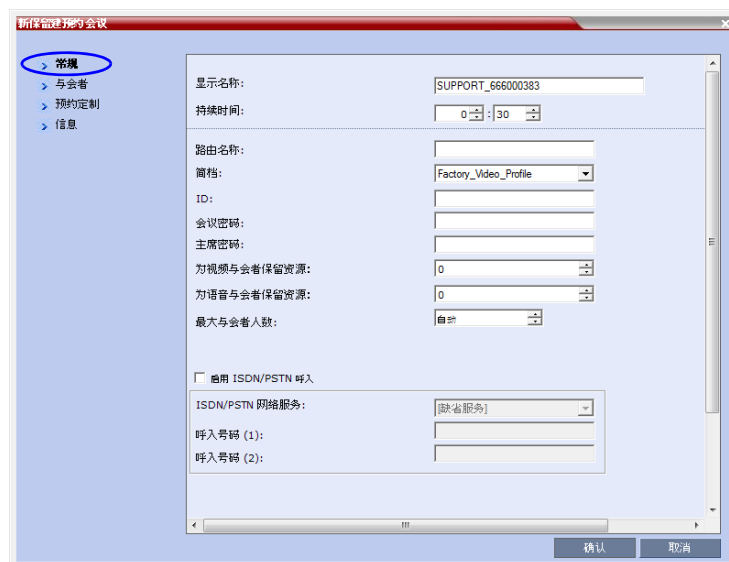 新保留建预约会议
常规
与会者
预约定制
信息
显示名称:
SUPPORT_666000383
持续时间:
0 : 30
路由名称:
简档:
Factory_Video_Profile
ID:
会议密码:
主席密码:
为视频与会者保留资源:
0
为语音与会者保留资源:
0
最大与会者人数:
自动
启用 ISDN/PSTN 呼入
ISDN/PSTN 网络服务:
[缺省服务]
呼入号码 (1):
呼入号码 (2):
确认
取消